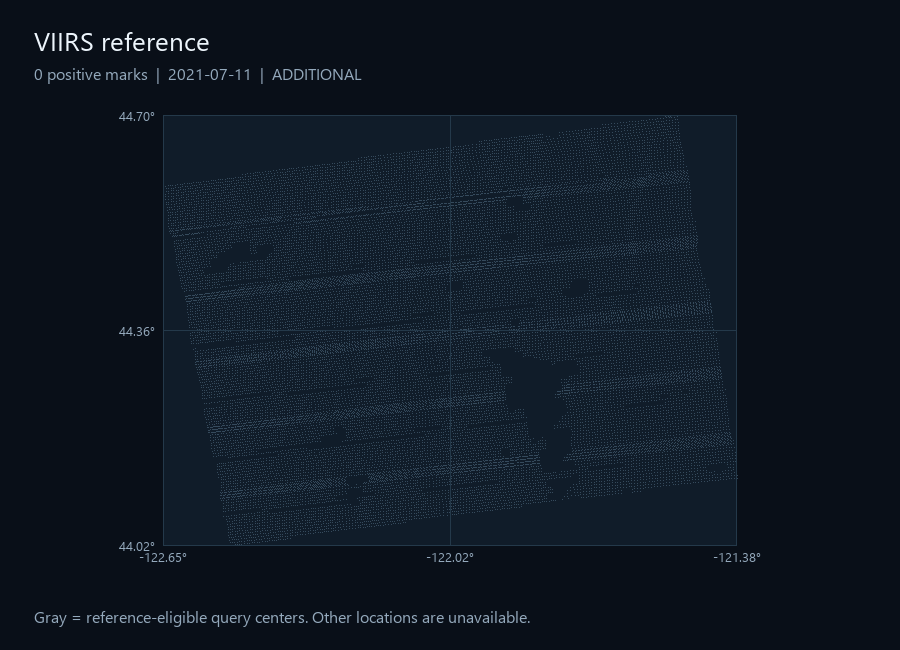 VIIRS reference
0 positive marks | 2021-07-11 | ADDITIONAL
44.70°
44.36°
44.02°
-122.65° -122.02° -121.38°
Gray = reference-eligible query centers. Other locations are unavailable.